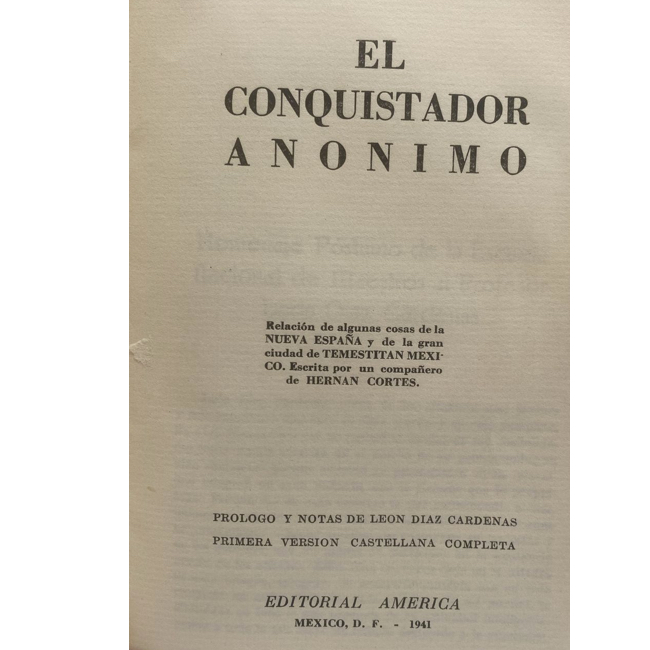 EL
CONQUISTADOR
ANONIMO
Relación de algunas cosas de la
NUEVA ESPAÑA y de la gran
ciudad de TEMESTITAN MEXI-
CO. Escrita por un compañero
de HERNAN CORTES.
PROLOGO Y NOTAS DE LEON DIAZ CARDENAS
PRIMERA VERSION CASTELLANA COMPLETA
EDITORIAL AMERICA
MEXICO, D. F. - 1941